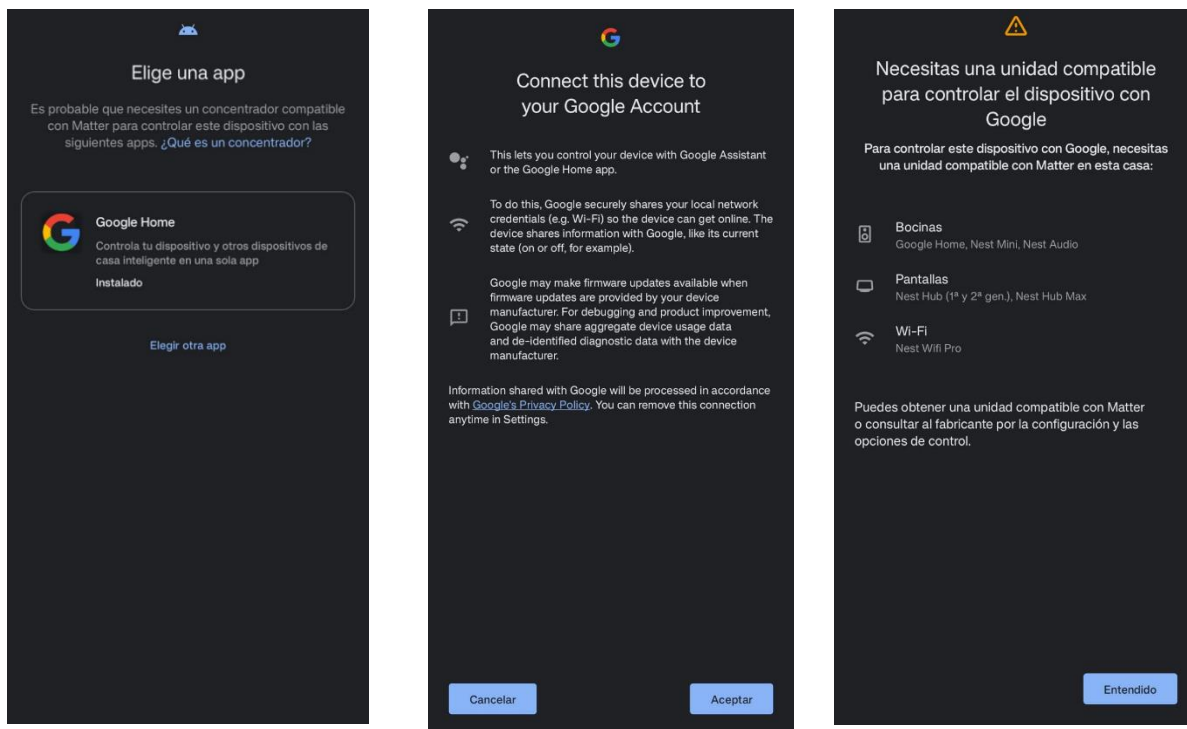 Elige una app
Es probable que necesites un concentrador compatible
con Matter para controlar este dispositivo con las
siguientes apps. ¿Qué es un concentrador?
Google Home
Controla tu dispositivo y otros dispositivos de
casa inteligente en una sola app
Instalado
Elegir otra app
Connect this device to
your Google Account
This lets you control your device with Google Assistant
or the Google Home app.
To do this, Google securely shares your local network
credentials (e.g. Wi-Fi) so the device can get online. The
device shares information with Google, like its current
state (on or off, for example).
Google may make firmware updates available when
firmware updates are provided by your device
manufacturer. For debugging and product improvement,
Google may share aggregate device usage data
and de-identified diagnostic data with the device
manufacturer.
Information shared with Google will be processed in accordance
with Google's Privacy Policy. You can remove this connection
anytime in Settings.
Cancelar
Aceptar
Necesitas una unidad compatible
para controlar el dispositivo con
Google
Para controlar este dispositivo con Google, necesitas
una unidad compatible con Matter en esta casa:
Bocinas
Google Home, Nest Mini, Nest Audio
Pantallas
Nest Hub (1ª y 2ª gen.), Nest Hub Max
Wi-Fi
Nest Wifi Pro
Puedes obtener una unidad compatible con Matter
o consultar al fabricante por la configuración y las
opciones de control.
Entendido